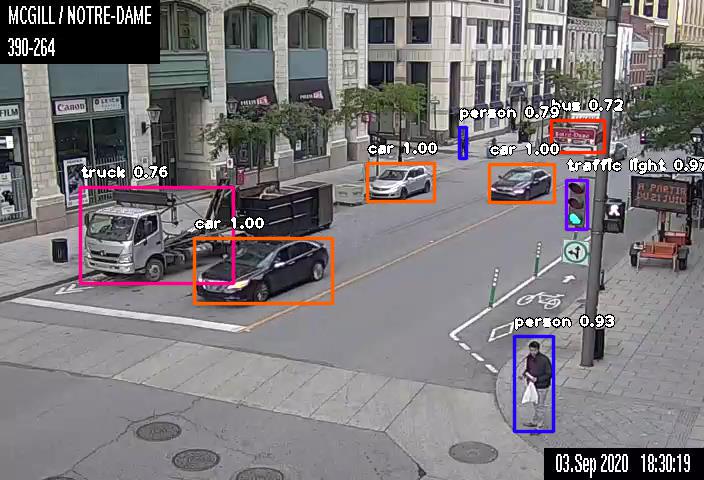 MCGILL / NOTRE-DAME
390-264
person 0.79
bus 0.72
car 1.00
car 1.00
traffic light 0.97
truck 0.76
car 1.00
person 0.93
FILM
Canon
LEICA
À PARTIR
03.Sep 2020 18:30:19